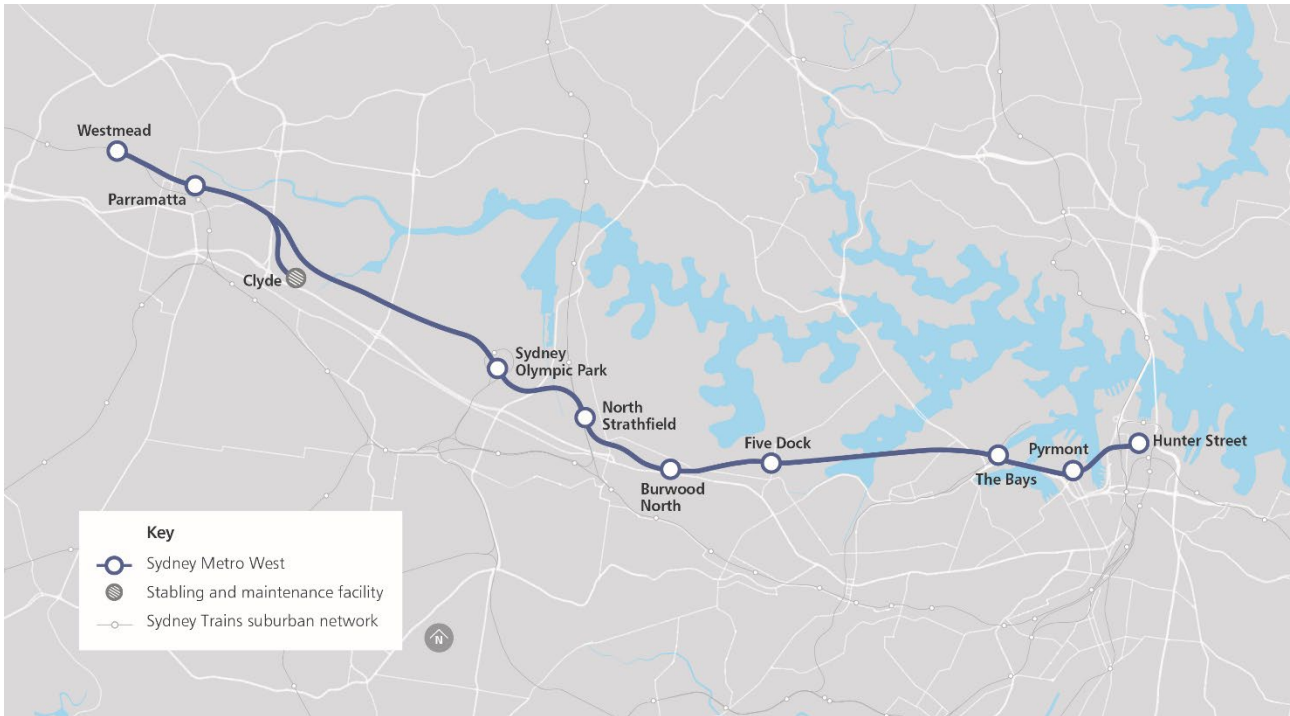 Westmead
Parramatta
Clyde
Sydney
Olympic Park
North
Strathfield
Burwood
North
Five Dock
The Bays
Pyrmont
Hunter Street
Key
Sydney Metro West
Stabling and maintenance facility
Sydney Trains suburban network
N